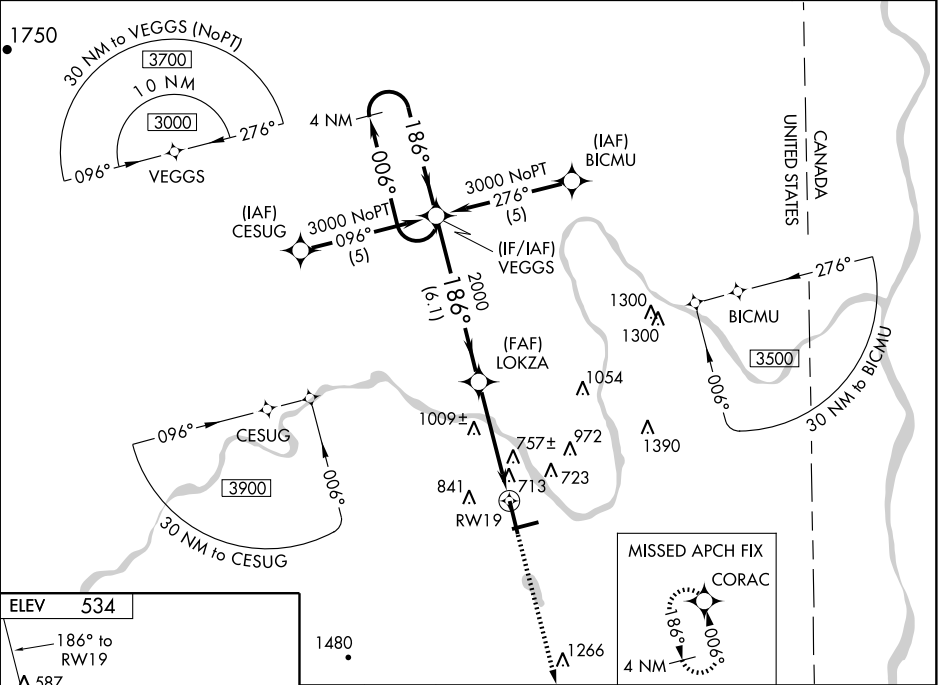 1750
30 NM to VEGGS (NoPT)
3700
10 NM
3000
096°
276°
VEGGS
4 NM
186°
006°
(IAF)
BICMU
3000 NoPT
276°
(5)
(IAF)
CESUG
3000 NoPT
096°
(5)
(IF/IAF)
VEGGS
2000
186°
(6.1)
(FAF)
LOKZA
CANADA
UNITED STATES
276°
BICMU
3500
006°
30 NM to BICMU
1300
1300
1054
1009±
757±
972
1390
723
713
841
RW19
096°
CESUG
006°
3900
30 NM to CESUG
MISSED APCH FIX
CORAC
186°
006°
4 NM
ELEV 534
186° to
RW19
587
1480
1266